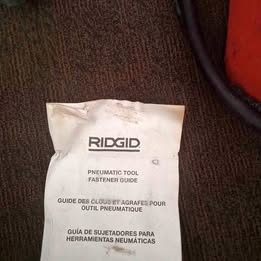 RIDGID
PNEUMATIC TOOL
FASTENER GUIDE
GUIDE DES CLOUS ET AGRAFES POUR
OUTIL PNEUMATIQUE
GUÍA DE SUJETADORES PARA
HERRAMIENTAS NEUMÁTICAS